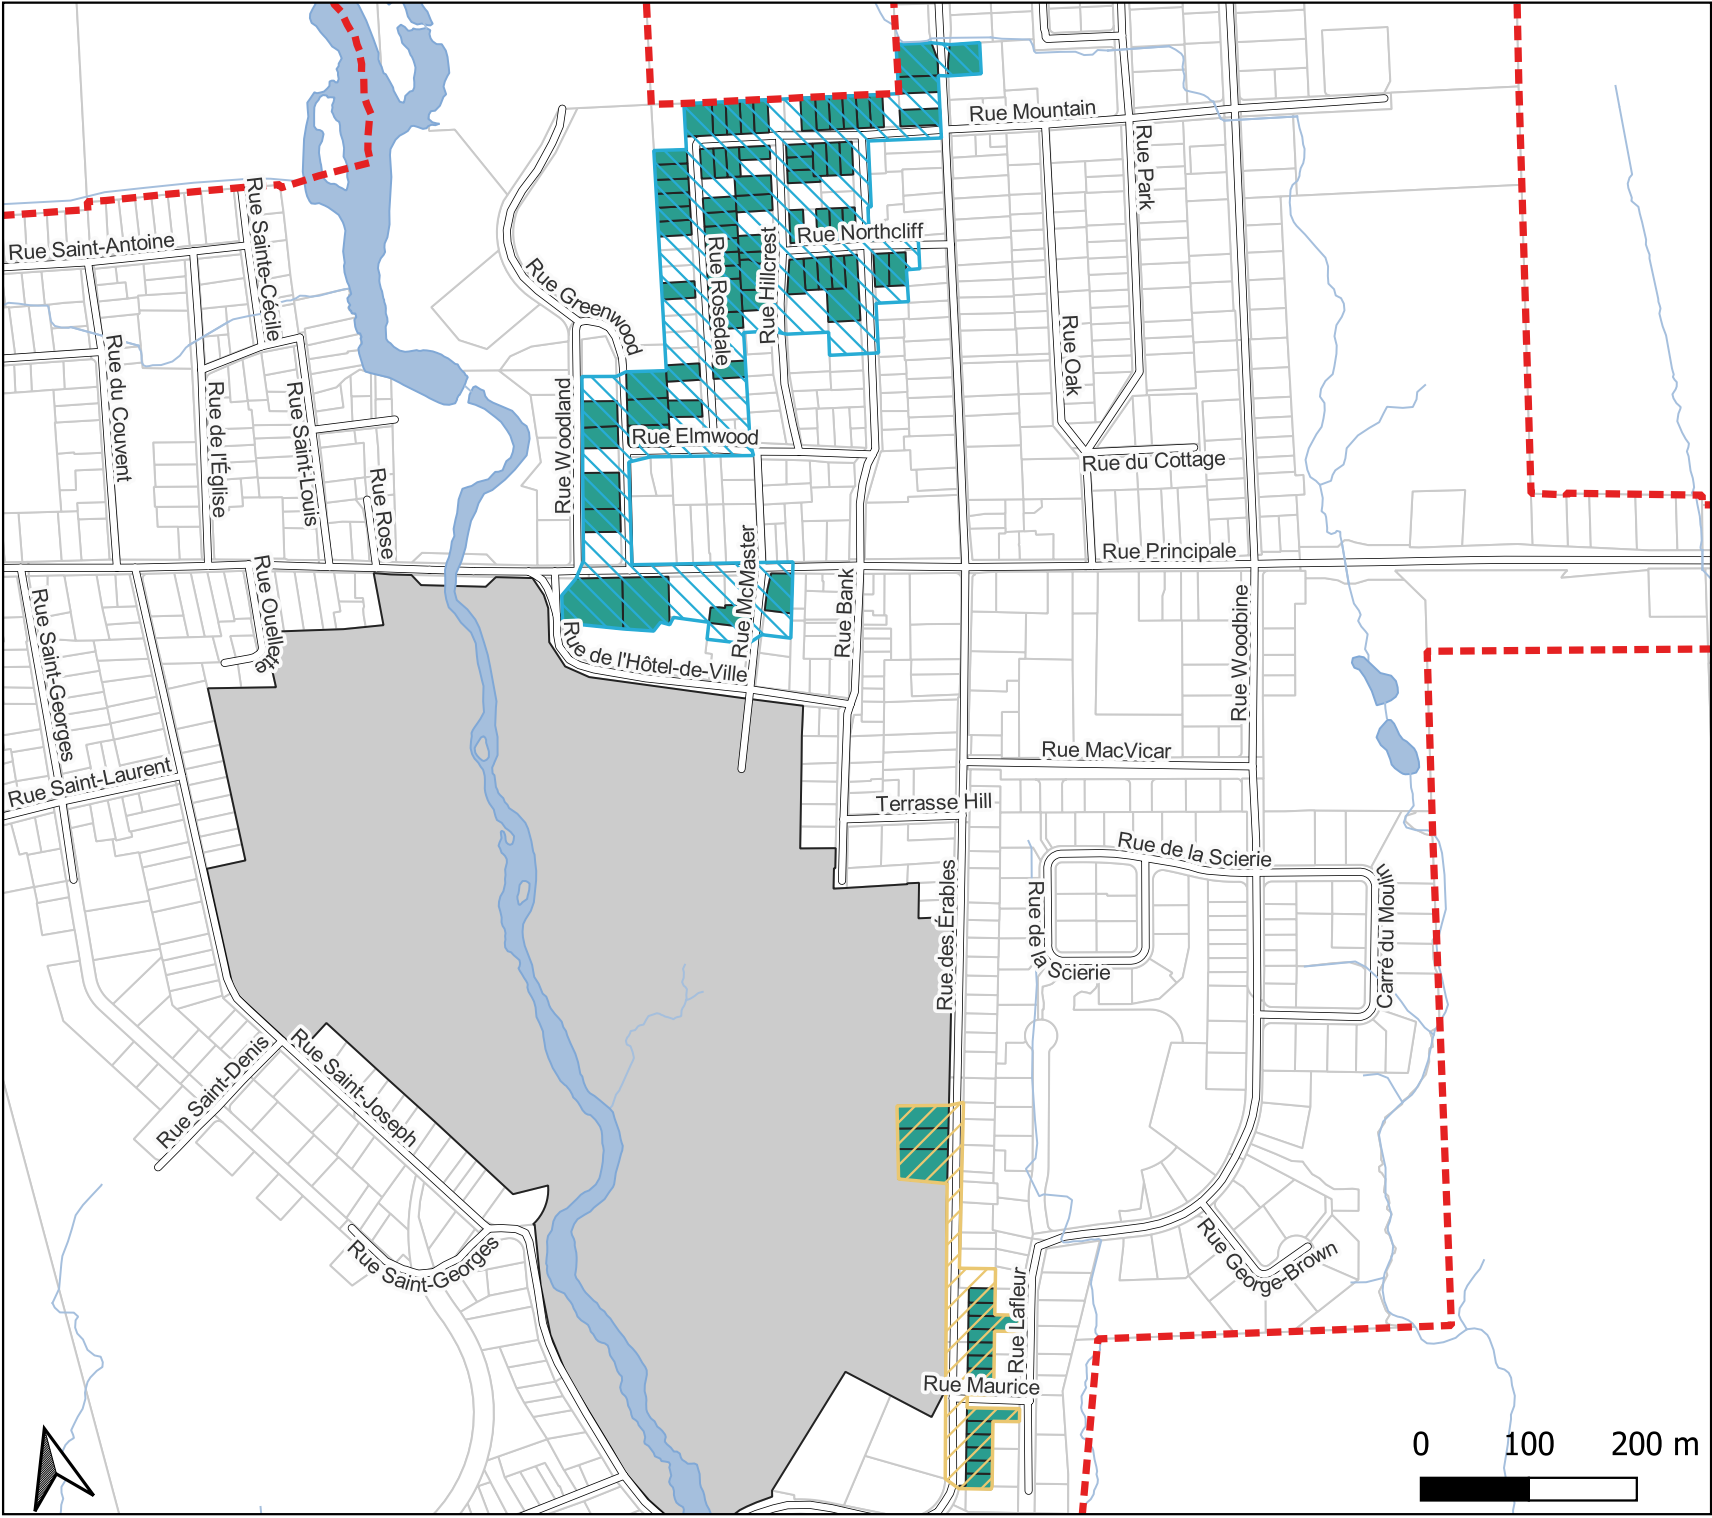 Rue Mountain
Rue Park
Rue Sainte-Cécile
Rue Saint-Antoine
Rue Northcliff
Rue Rosedale
Rue Hillcrest
Rue Greenwood
Rue Oak
Rue du Couvent
Rue de l'Église
Rue Saint-Louis
Rue Woodland
Rue Elmwood
Rue du Cottage
Rue Rose
Rue McMaster
Rue Principale
Rue Ouellette
Rue Bank
Rue Saint-Georges
Rue de l'Hôtel-de-Ville
Rue Woodbine
Rue MacVicar
Rue Saint-Laurent
Terrasse Hill
Rue de la Scierie
Rue des Érables
Rue de la Scierie
Carré du Moulin
Rue Saint-Denis
Rue Saint-Joseph
Rue Saint-Georges
Rue George-Brown
Rue Lafleur
Rue Maurice
0 100 200 m